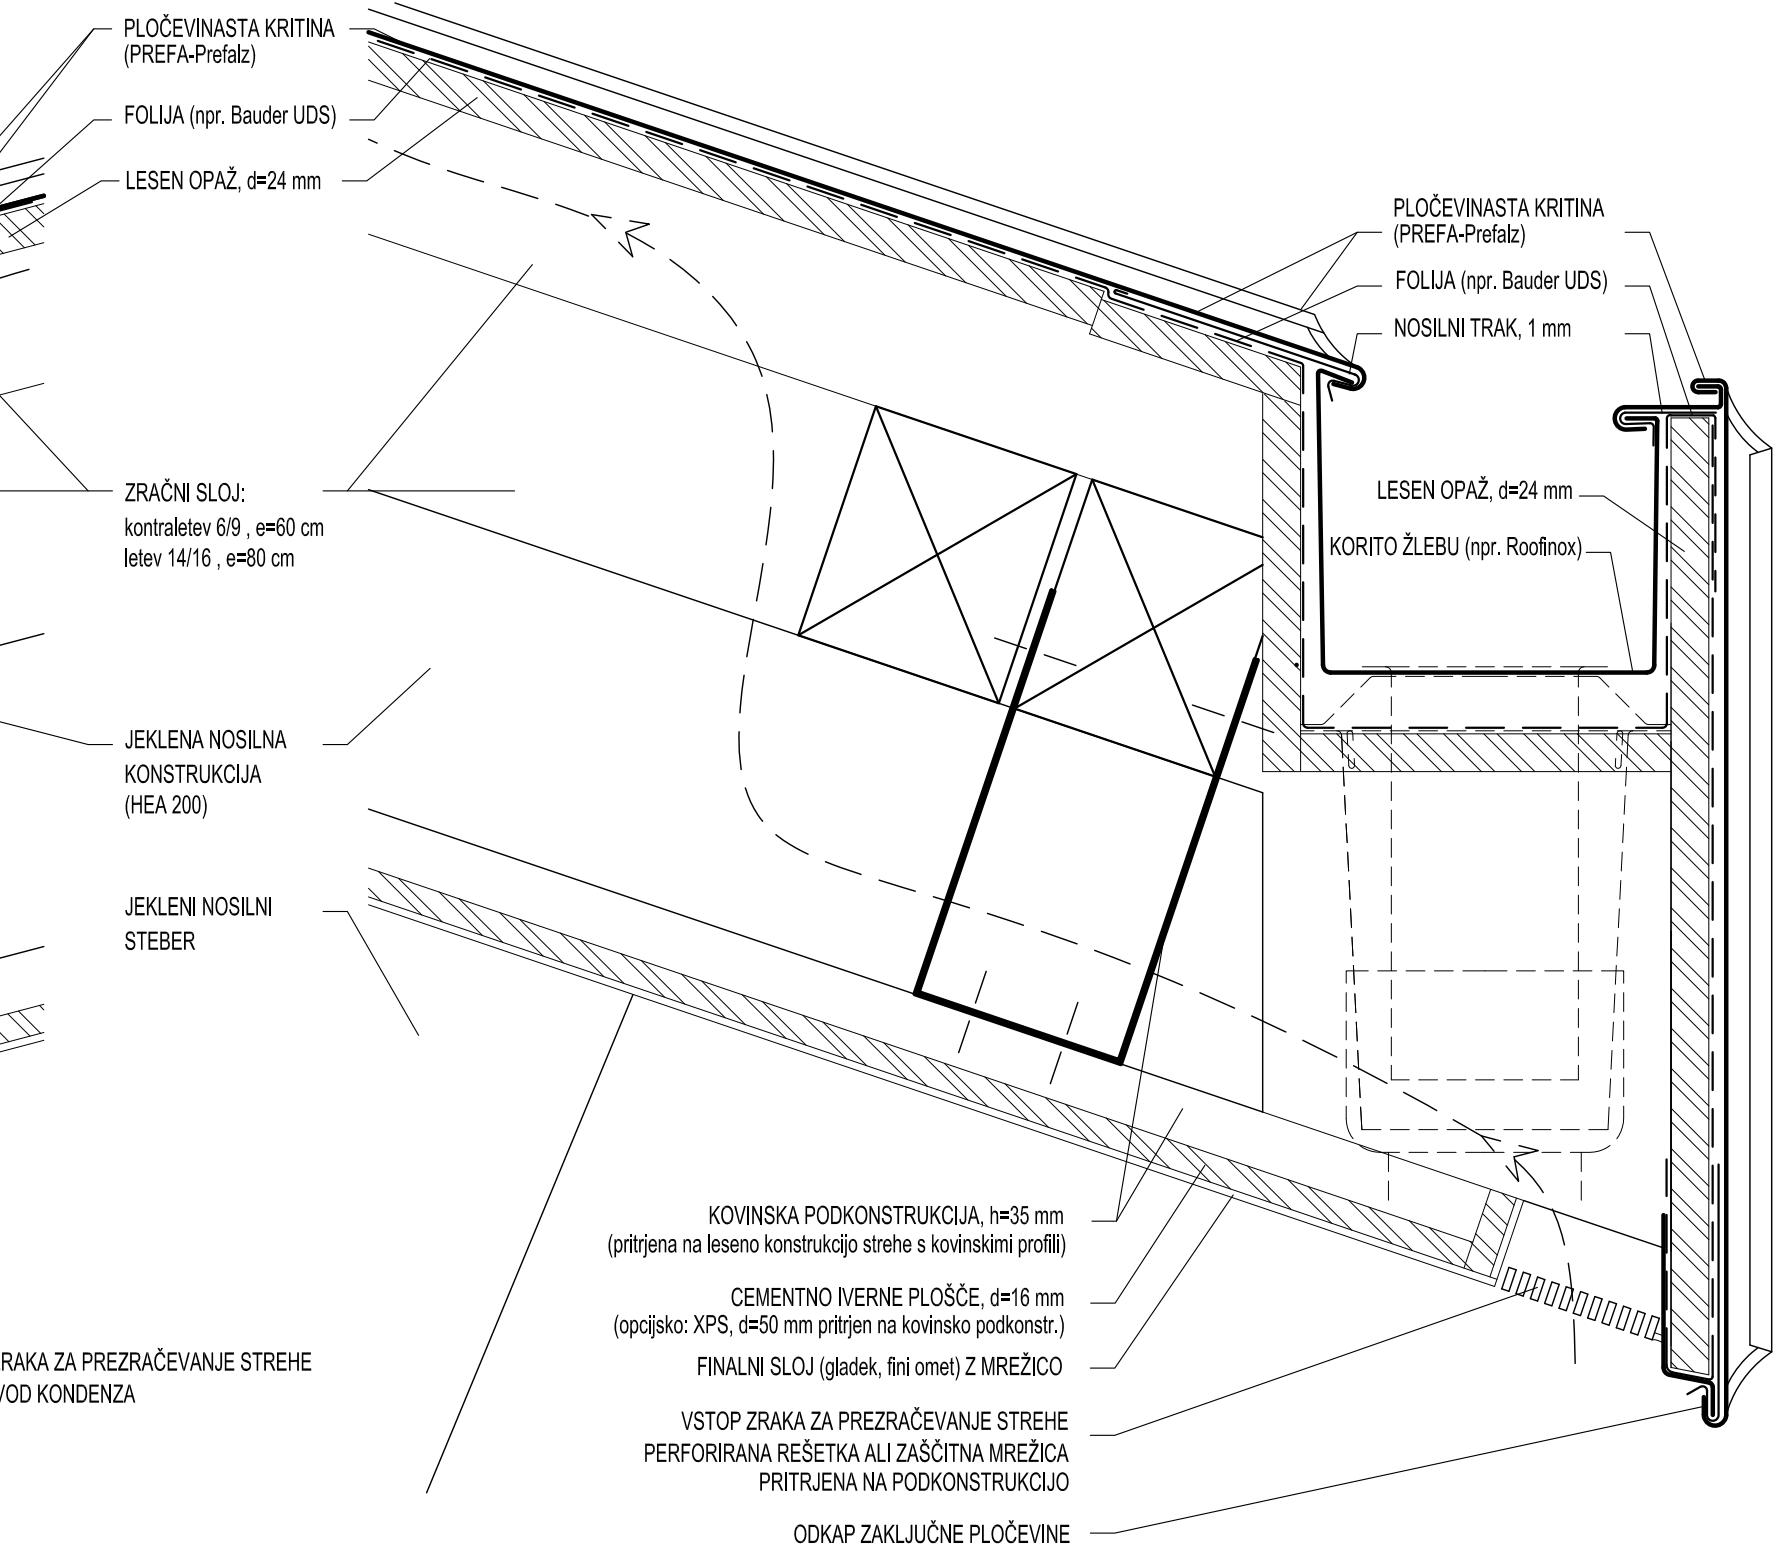 PLOČEVINASTA KRITINA
(PREFA-Prefalz)
FOLIJA (npr. Bauder UDS)
LESEN OPAŽ, d=24 mm
ZRAČNI SLOJ:
kontraletev 6/9 , e=60 cm
letev 14/16 , e=80 cm
JEKLENA NOSILNA
KONSTRUKCIJA
(HEA 200)
JEKLENI NOSILNI
STEBER
RAKA ZA PREZRAČEVANJE STREHE
VOD KONDENZA
PLOČEVINASTA KRITINA
(PREFA-Prefalz)
FOLIJA (npr. Bauder UDS)
NOSILNI TRAK, 1 mm
LESEN OPAŽ, d=24 mm
KORITO ŽLEBU (npr. Roofinox)
KOVINSKA PODKONSTRUKCIJA, h=35 mm
(pritrjena na leseno konstrukcijo strehe s kovinskimi profili)
CEMENTNO IVERNE PLOŠČE, d=16 mm
(opcijsko: XPS, d=50 mm pritrjen na kovinsko podkonstr.)
FINALNI SLOJ (gladek, fini omet) Z MREŽICO
VSTOP ZRAKA ZA PREZRAČEVANJE STREHE
PERFORIRANA REŠETKA ALI ZAŠČITNA MREŽICA
PRITRJENA NA PODKONSTRUKCIJO
ODKAP ZAKLJUČNE PLOČEVINE